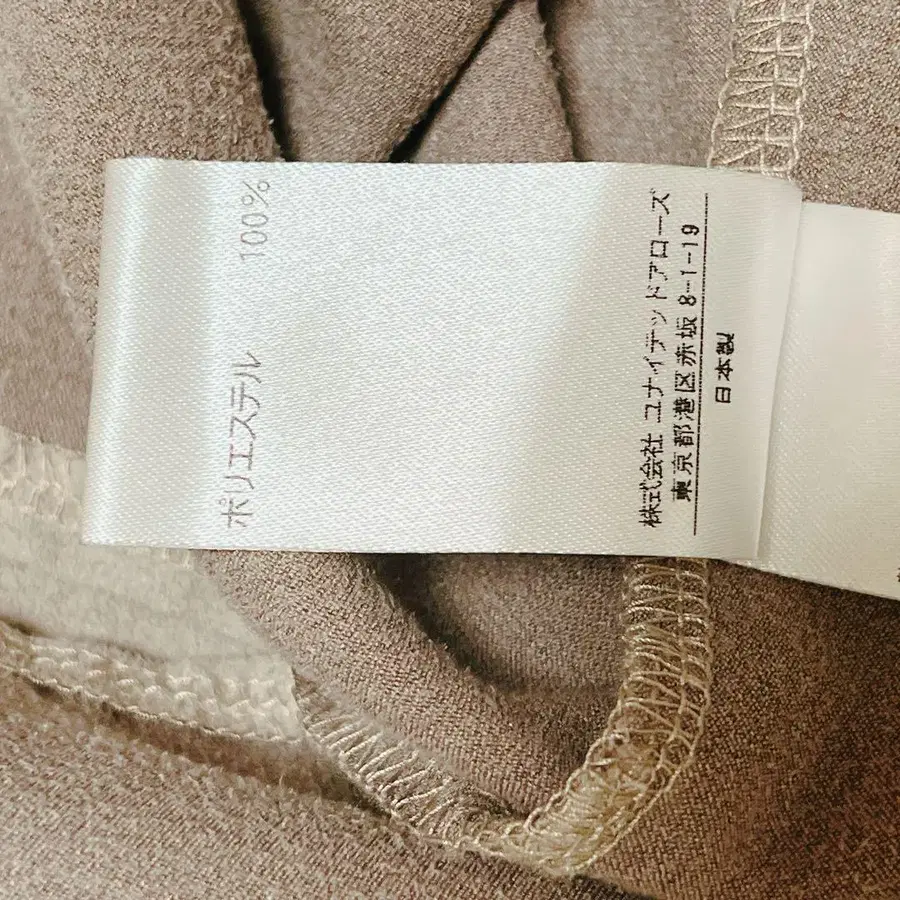 ポリエステル 100%
株式会社 ユナイテッドアローズ
東京都港区赤坂 8-1-19
日本製